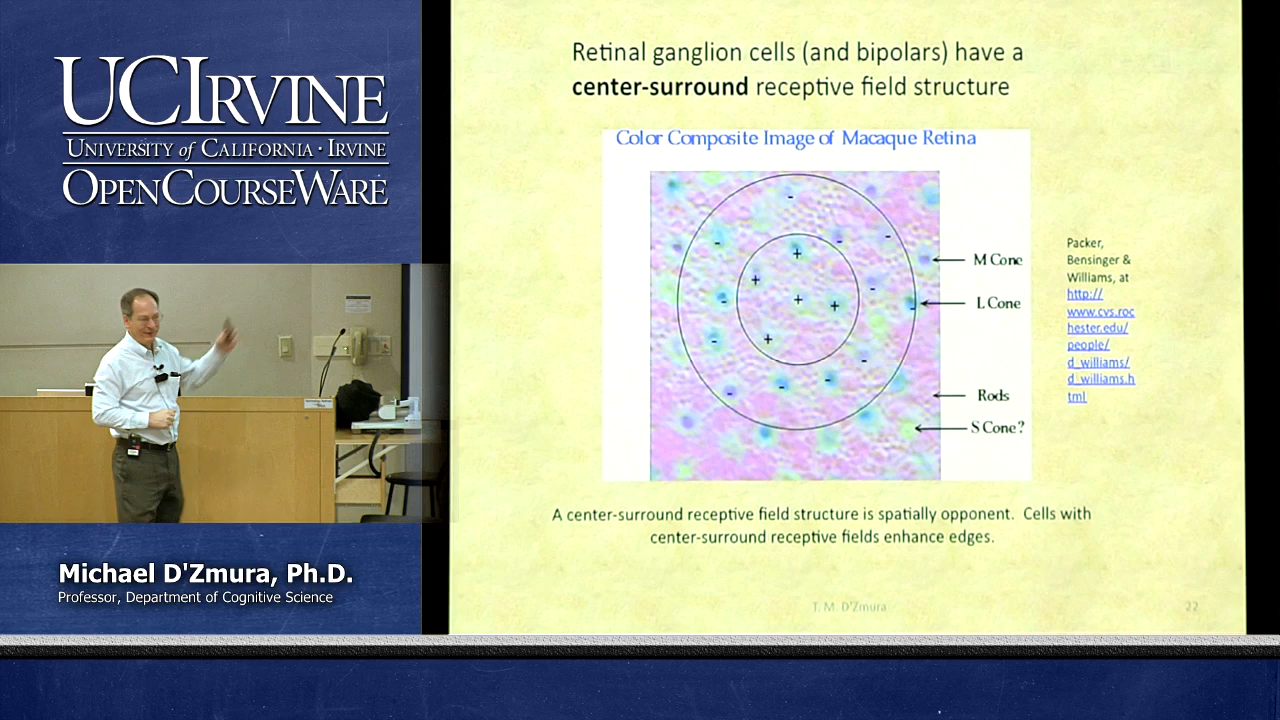 UCIRVINE
UNIVERSITY of CALIFORNIA · IRVINE
OPENCOURSEWARE
Michael D'Zmura, Ph.D.
Professor, Department of Cognitive Science
Retinal ganglion cells (and bipolars) have a
center-surround receptive field structure
Color Composite Image of Macaque Retina
M Cone
L Cone
Rods
S Cone?
Packer,
Bensinger &
Williams, at
http://
www.cvs.roc
hester.edu/
people/
d_williams/
d_williams.h
tml
A center-surround receptive field structure is spatially opponent. Cells with
center-surround receptive fields enhance edges.
T. M. D'Zmura
22